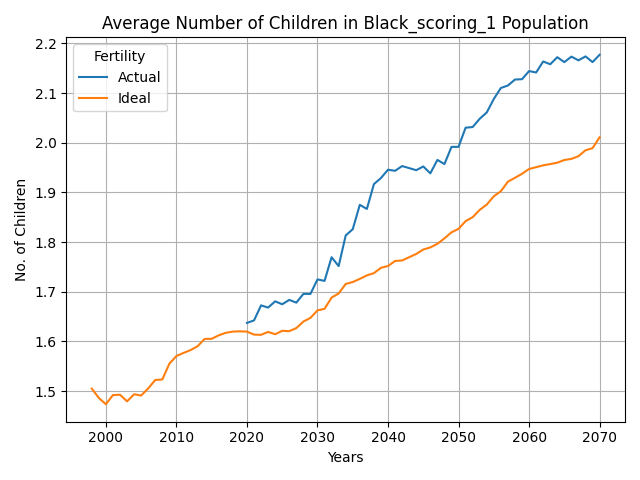 Average Number of Children in Black_scoring_1 Population
Fertility
Actual
Ideal
No. of Children
2.2
2.1
2.0
1.9
1.8
1.7
1.6
1.5
2000 2010 2020 2030 2040 2050 2060 2070
Years